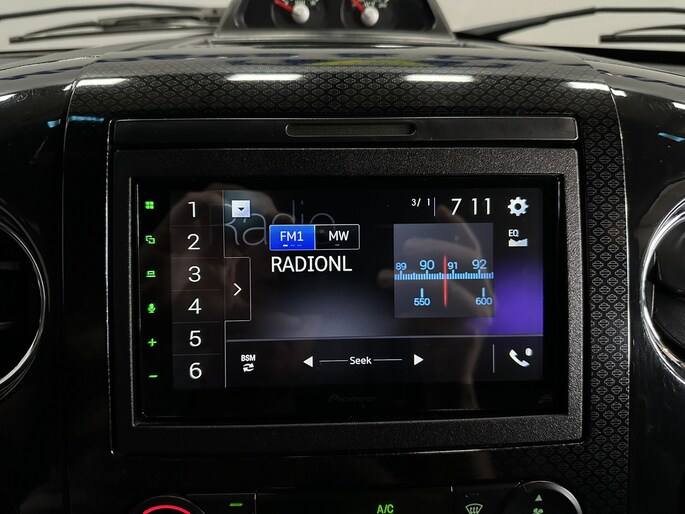 Radio
3/ 1
7 11
FM1
MW
EQ
RADIONL
89 90 91 92
550 600
1
2
3
4
5
6
BSM
Seek
Pioneer
A/C